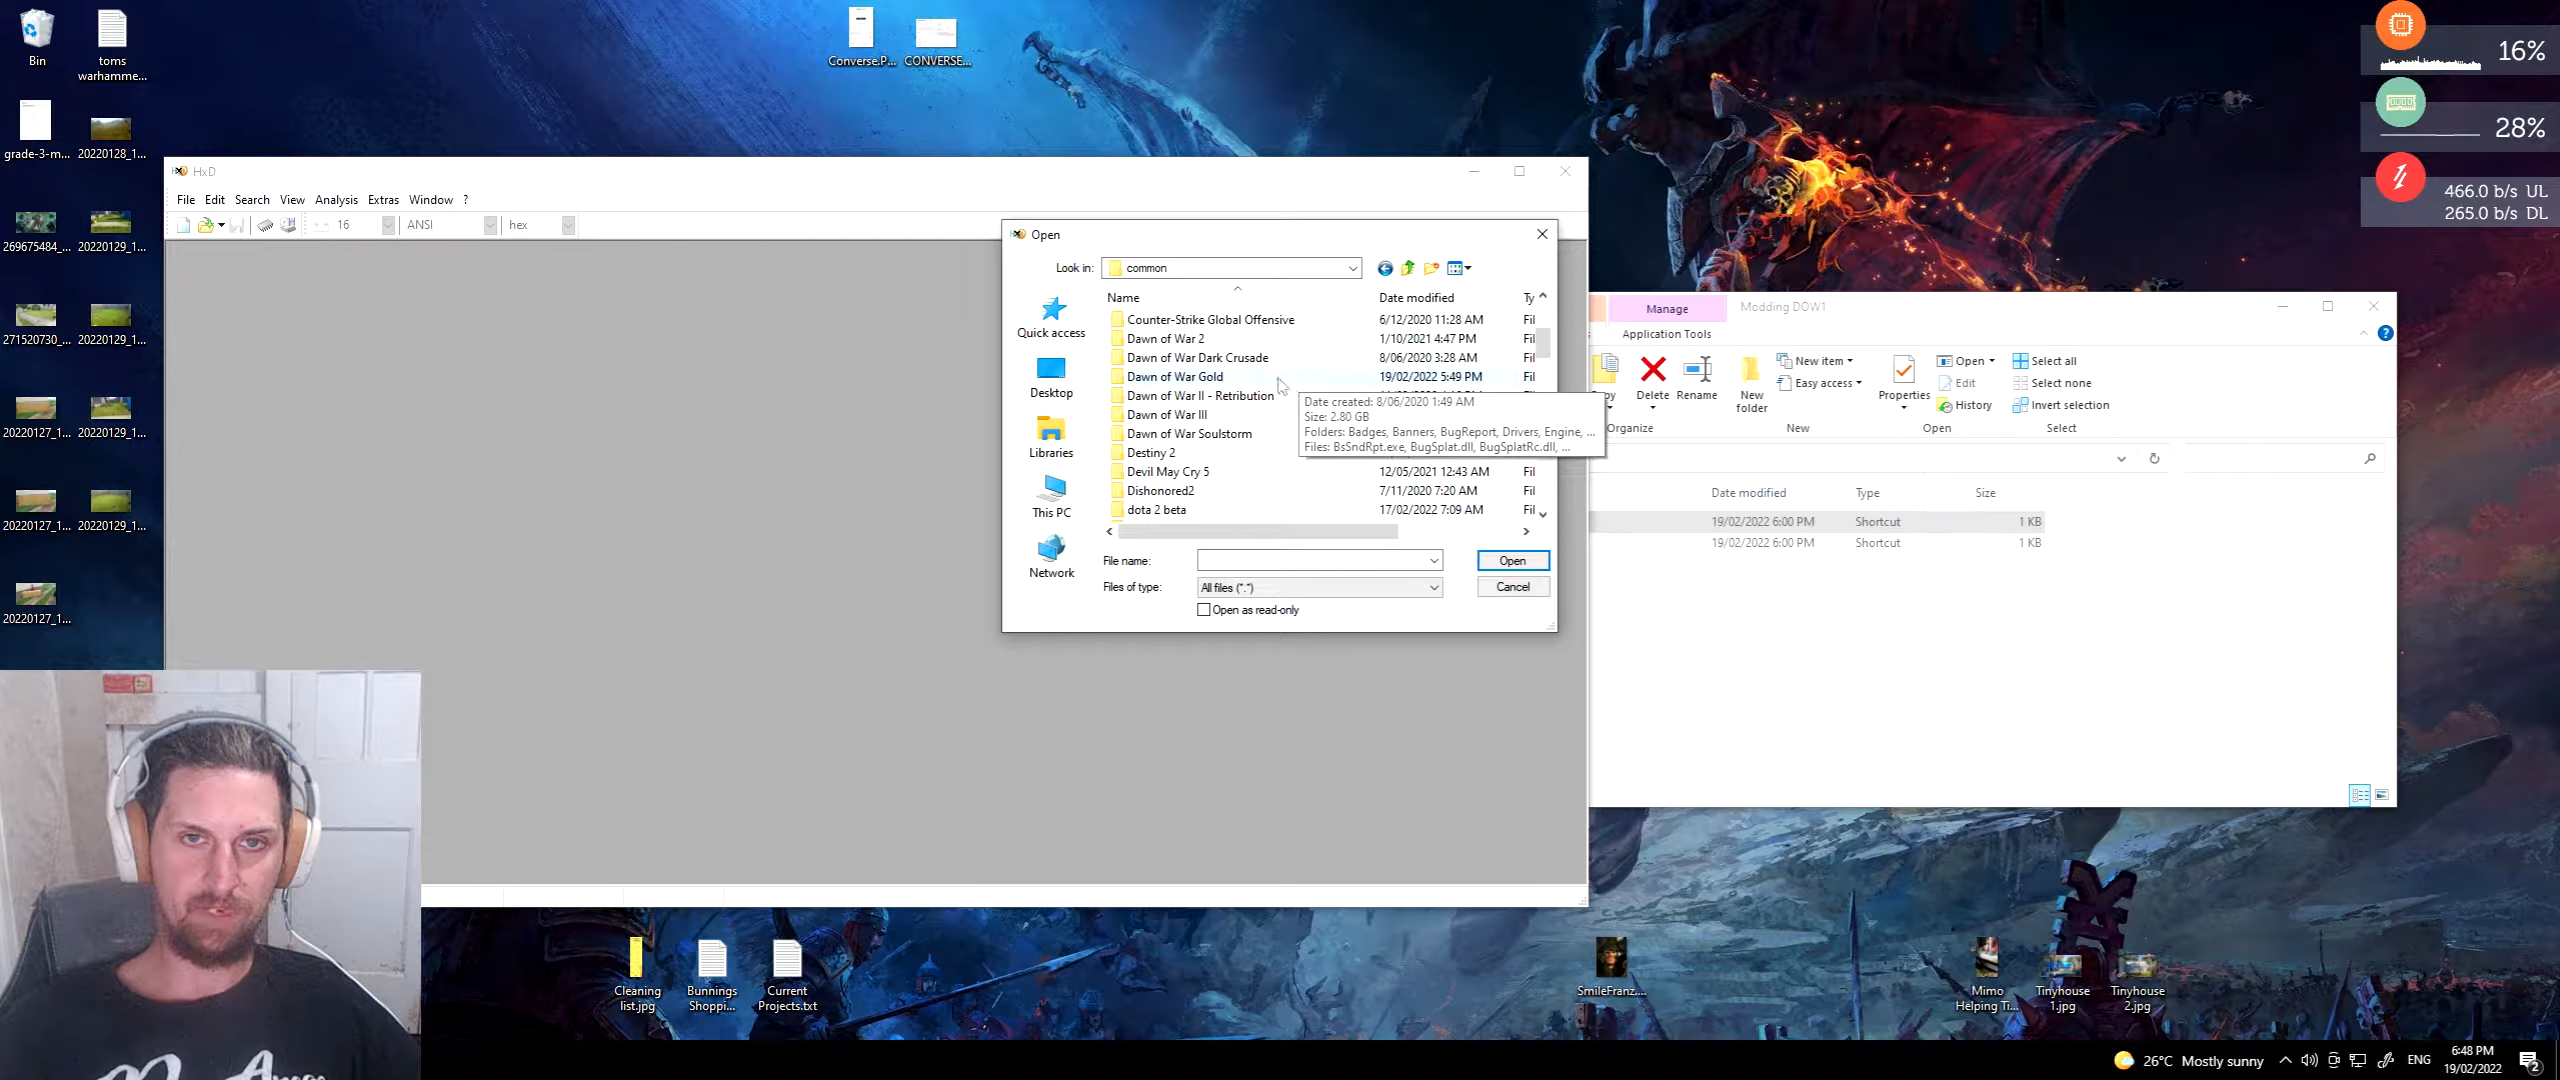 Bin
toms
warhamme...
Converse.P...
CONVERSE...
16%
28%
466.0 b/s UL
265.0 b/s DL
grade-3-m...
20220128_1...
269675484_...
20220129_1...
271520730_...
20220129_1...
20220127_1...
20220129_1...
20220127_1...
20220129_1...
20220127_1...
HxD
File Edit Search View Analysis Extras Window ?
16
ANSI
hex
Open
Look in:
common
Quick access
Desktop
Libraries
This PC
Network
Name Date modified Ty
Counter-Strike Global Offensive 6/12/2020 11:28 AM Fil
Dawn of War 2 1/10/2021 4:47 PM Fil
Dawn of War Dark Crusade 8/06/2020 3:28 AM Fil
Dawn of War Gold 19/02/2022 5:49 PM Fil
Dawn of War II - Retribution
Dawn of War III
Dawn of War Soulstorm
Destiny 2
Devil May Cry 5 12/05/2021 12:43 AM Fil
Dishonored2 7/11/2020 7:20 AM Fil
dota 2 beta 17/02/2022 7:09 AM Fil
Date created: 8/06/2020 1:49 AM
Size: 2.80 GB
Folders: Badges, Banners, BugReport, Drivers, Engine, ...
Files: BsSndRpt.exe, BugSplat.dll, BugSplatRc.dll, ...
File name:
Open
Files of type:
All files (*.*)
Cancel
Open as read-only
Manage
Modding DOW1
Application Tools
Delete
Rename
New
folder
New item
Easy access
Properties
Open
Edit
History
Select all
Select none
Invert selection
Organize
New
Open
Select
Date modified Type Size
19/02/2022 6:00 PM Shortcut 1 KB
19/02/2022 6:00 PM Shortcut 1 KB
Cleaning
list.jpg
Bunnings
Shoppi...
Current
Projects.txt
SmileFranz....
Mimo
Helping Ti...
Tinyhouse
1.jpg
Tinyhouse
2.jpg
26°C Mostly sunny
ENG
6:48 PM
19/02/2022
2